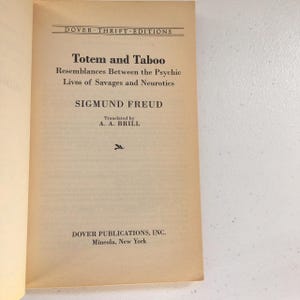 DOVER · THRIFT · EDITIONS
Totem and Taboo
Resemblances Between the Psychic
Lives of Savages and Neurotics
SIGMUND FREUD
Translated by
A. A. BRILL
DOVER PUBLICATIONS, INC.
Mineola, New York